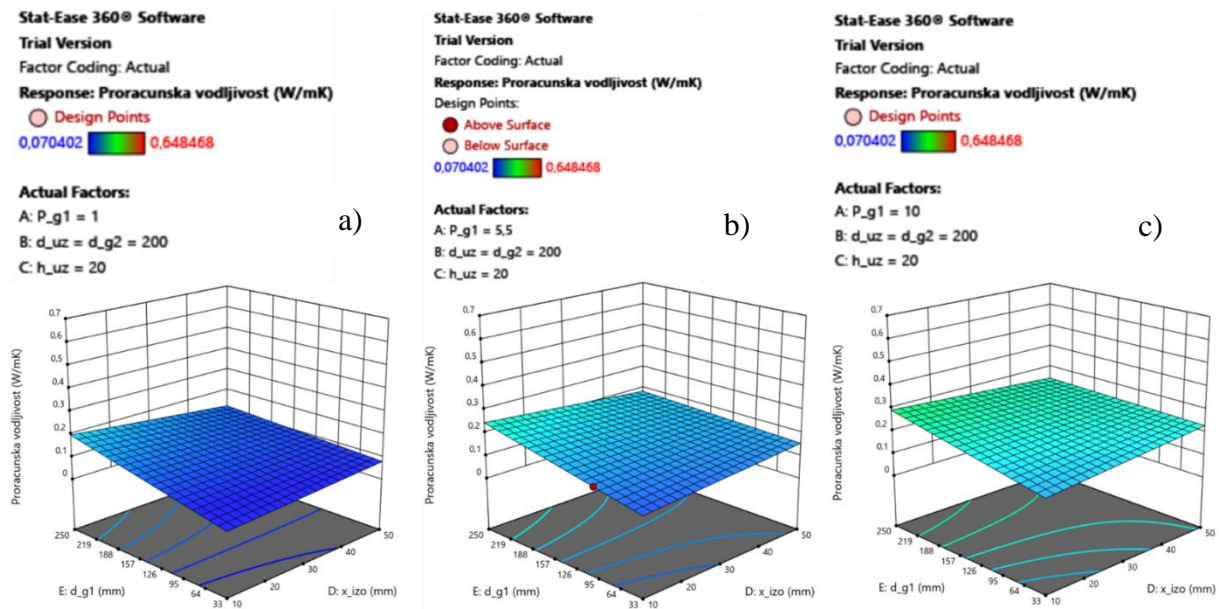 Stat-Ease 360® Software
Trial Version
Factor Coding: Actual
Response: Proracunska vodljivost (W/mK)
Design Points
0,070402 0,648468
Actual Factors:
A: P_g1 = 1
B: d_uz = d_g2 = 200
C: h_uz = 20
a)
Proracunska vodljivost (W/mK)
0.7
0.6
0.5
0.4
0.3
0.2
0.1
0
250
219
188
157
126
95
64
33
10
20
30
40
50
E: d_g1 (mm)
D: x_izo (mm)
Stat-Ease 360® Software
Trial Version
Factor Coding: Actual
Response: Proracunska vodljivost (W/mK)
Design Points:
Above Surface
Below Surface
0,070402 0,648468
Actual Factors:
A: P_g1 = 5,5
B: d_uz = d_g2 = 200
C: h_uz = 20
b)
Proracunska vodljivost (W/mK)
0.7
0.6
0.5
0.4
0.3
0.2
0.1
0
250
219
188
157
126
95
64
33
10
20
30
40
50
E: d_g1 (mm)
D: x_izo (mm)
Stat-Ease 360® Software
Trial Version
Factor Coding: Actual
Response: Proracunska vodljivost (W/mK)
Design Points
0,070402 0,648468
Actual Factors:
A: P_g1 = 10
B: d_uz = d_g2 = 200
C: h_uz = 20
c)
Proracunska vodljivost (W/mK)
0.7
0.6
0.5
0.4
0.3
0.2
0.1
0
250
219
188
157
126
95
64
33
10
20
30
40
50
E: d_g1 (mm)
D: x_izo (mm)